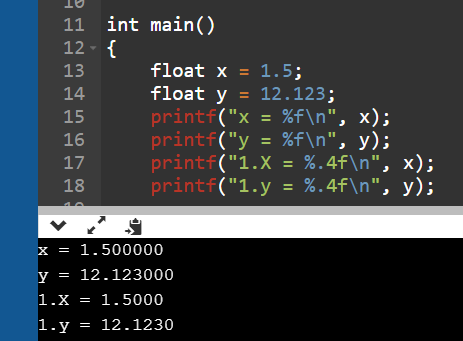 11 int main()
12 {
13 float x = 1.5;
14 float y = 12.123;
15 printf("x = %f\n", x);
16 printf("y = %f\n", y);
17 printf("1.X = %.4f\n", x);
18 printf("1.y = %.4f\n", y);
x = 1.500000
y = 12.123000
1.X = 1.5000
1.y = 12.1230